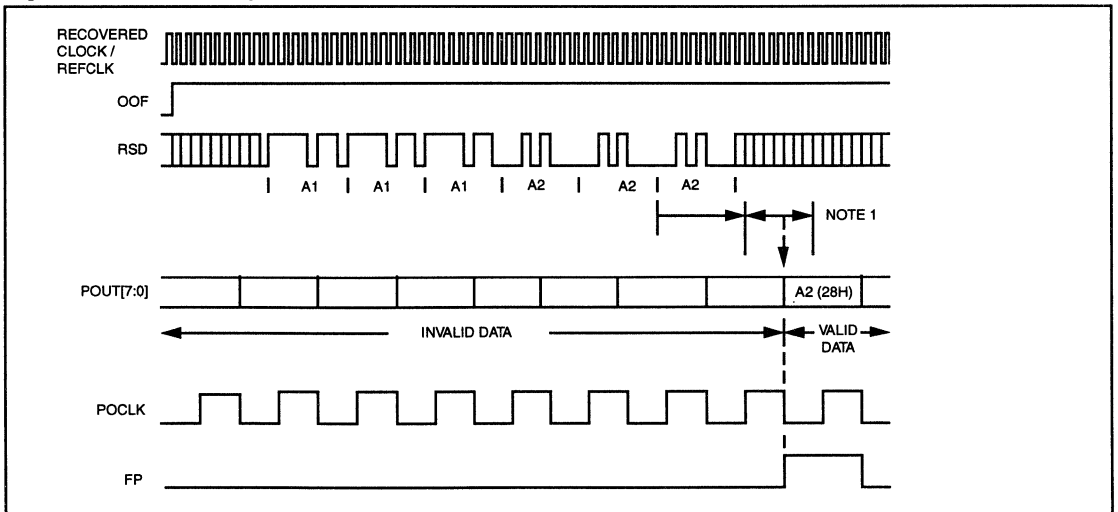 RECOVERED
CLOCK /
REFCLK
OOF
RSD
A1 A1 A1 A2 A2 A2
NOTE 1
POUT[7:0]
A2 (28H)
INVALID DATA
VALID
DATA
POCLK
FP